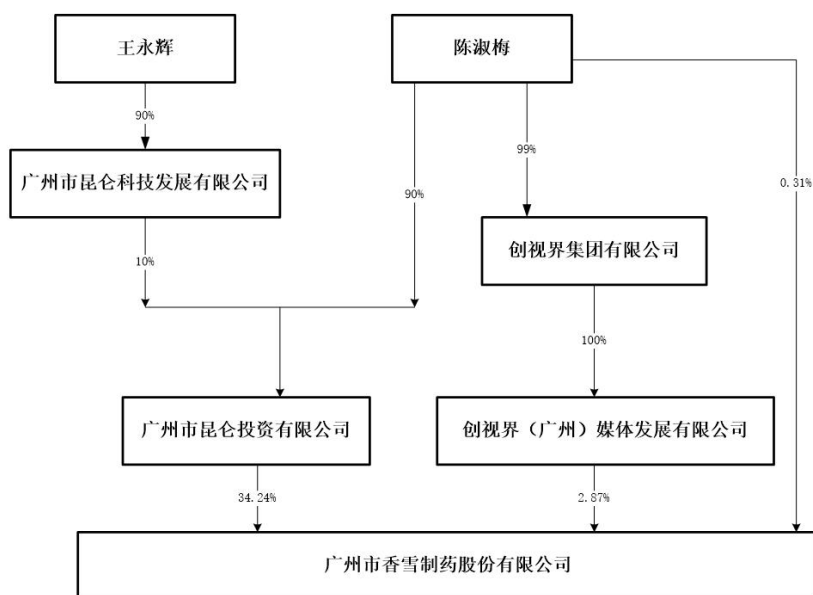 王永辉
陈淑梅
90%
99%
0.31%
广州市昆仑科技发展有限公司
90%
创视界集团有限公司
10%
100%
广州市昆仑投资有限公司
创视界（广州）媒体发展有限公司
34.24%
2.87%
广州市香雪制药股份有限公司